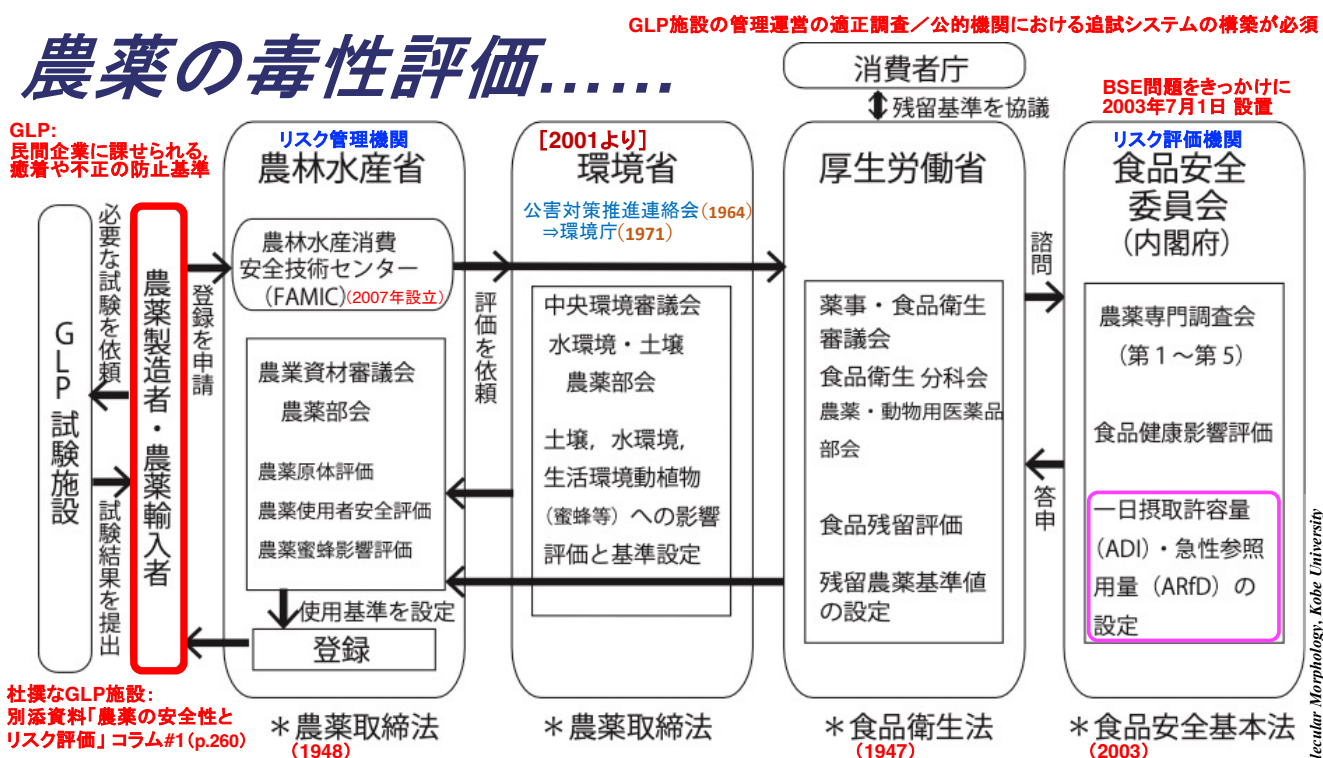 GLP施設の管理運営の適正調査／公的機関における追試システムの構築が必須
農薬の毒性評価……
消費者庁
残留基準を協議
BSE問題をきっかけに
2003年7月1日 設置
GLP:
民間企業に課せられる,
癒着や不正の防止基準
GLP試験施設
必要な試験を依頼
試験結果を提出
農薬製造者・農薬輸入者
登録を申請
リスク管理機関
農林水産省
農林水産消費
安全技術センター
(FAMIC)(2007年設立)
農業資材審議会
農薬部会
農薬原体評価
農薬使用者安全評価
農薬蜜蜂影響評価
使用基準を設定
登録
＊農薬取締法
(1948)
評価を依頼
[2001より]
環境省
公害対策推進連絡会(1964)
⇒環境庁(1971)
中央環境審議会
水環境・土壌
農薬部会
土壌，水環境，
生活環境動植物
(蜜蜂等)への影響
評価と基準設定
＊農薬取締法
厚生労働省
薬事・食品衛生
審議会
食品衛生 分科会
農薬・動物用医薬品
部会
食品残留評価
残留農薬基準値
の設定
＊食品衛生法
(1947)
諮問
答申
リスク評価機関
食品安全
委員会
(内閣府)
農薬専門調査会
(第１～第５)
食品健康影響評価
一日摂取許容量
(ADI)・急性参照
用量（ARfD）の
設定
＊食品安全基本法
(2003)
杜撰なGLP施設：
別添資料「農薬の安全性と
リスク評価」コラム#1(p.260)
lecular Morphology, Kobe University